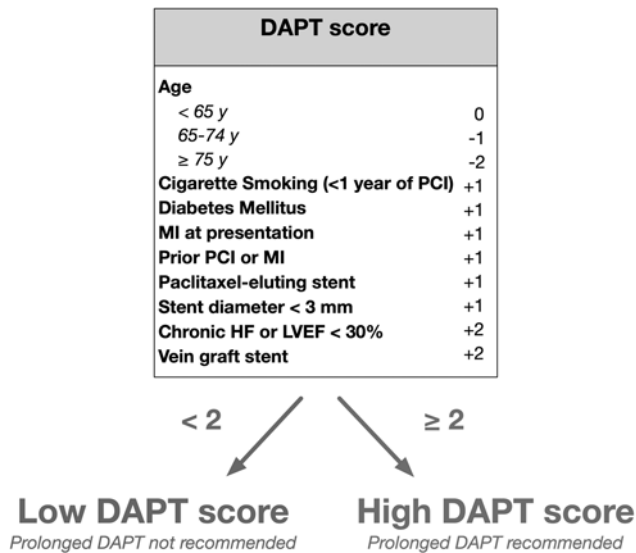 DAPT score
Age
< 65 y 0
65-74 y -1
≥ 75 y -2
Cigarette Smoking (<1 year of PCI) +1
Diabetes Mellitus +1
MI at presentation +1
Prior PCI or MI +1
Paclitaxel-eluting stent +1
Stent diameter < 3 mm +1
Chronic HF or LVEF < 30% +2
Vein graft stent +2
< 2 ≥ 2
Low DAPT score High DAPT score
Prolonged DAPT not recommended Prolonged DAPT recommended